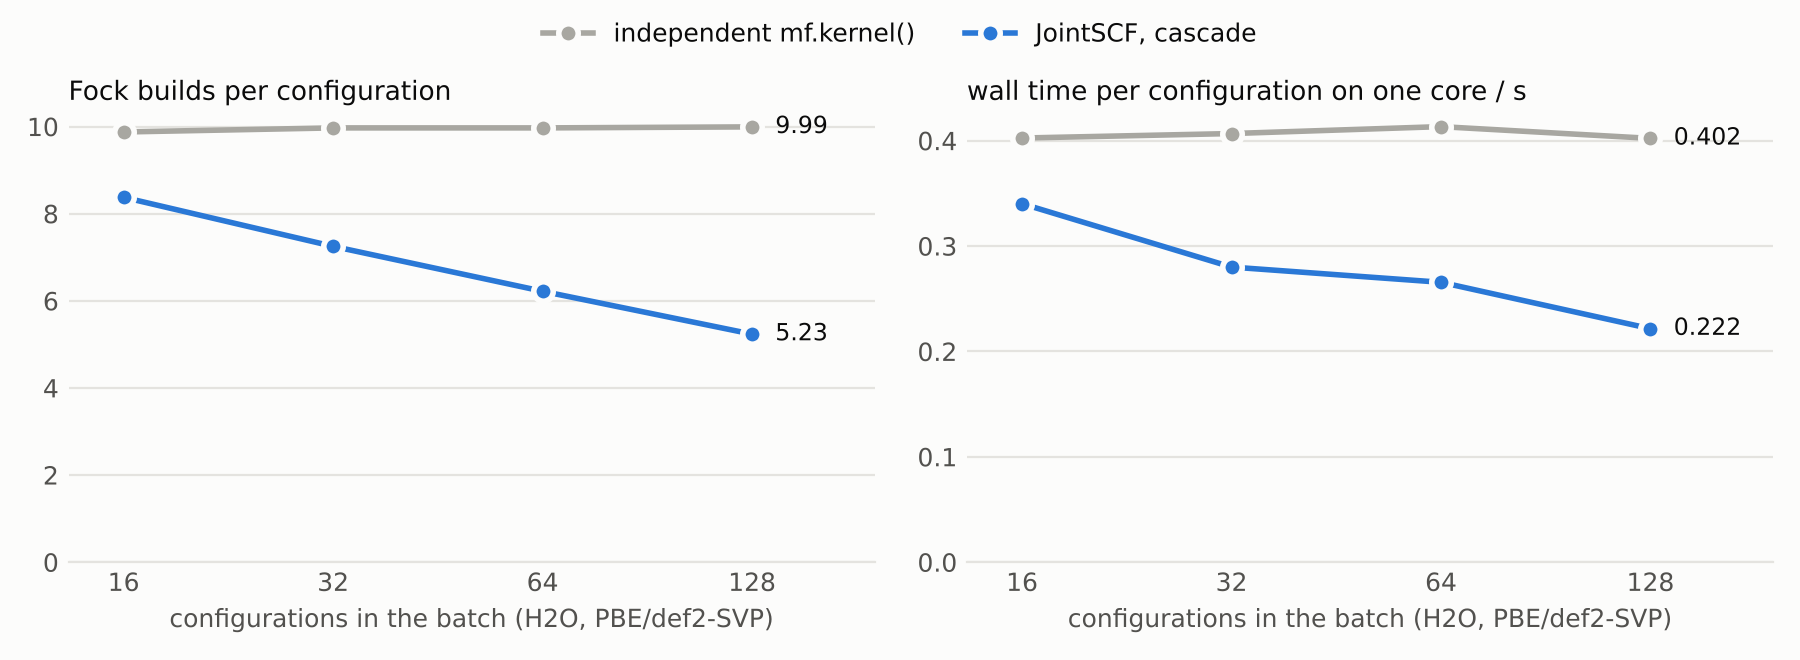 independent mf.kernel()
JointSCF, cascade
Fock builds per configuration
10
8
6
4
2
0
9.99
5.23
16 32 64 128
configurations in the batch (H2O, PBE/def2-SVP)
wall time per configuration on one core / s
0.4
0.3
0.2
0.1
0.0
0.402
0.222
16 32 64 128
configurations in the batch (H2O, PBE/def2-SVP)